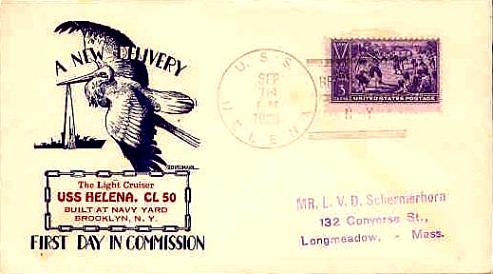 A NEW DELIVERY
The Light Cruiser
USS HELENA, CL 50
BUILT AT NAVY YARD
BROOKLYN, N. Y.
FIRST DAY IN COMMISSION
U. S. S.
SEP
HELENA
N. Y.
3
UNITED STATES POSTAGE
MR. L. V. D. Schermerhorn
132 Converse St.,
Longmeadow, - Mass.